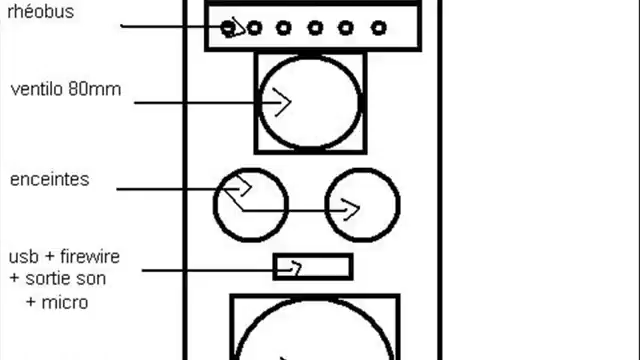 rhéobus
ventilo 80mm
enceintes
usb + firewire
+ sortie son
+ micro